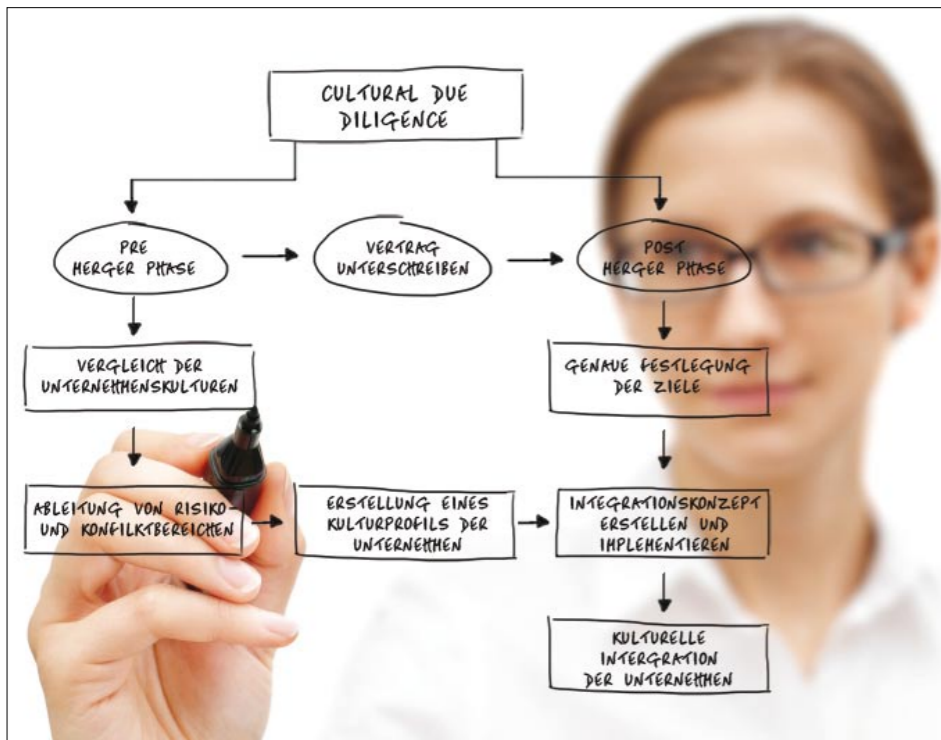 CULTURAL DUE
DILIGENCE
PRE
MERGER PHASE
VERTRAG
UNTERSCHREIBEN
POST
MERGER PHASE
VERGLEICH DER
UNTERNEHMENSKULTUREN
GENAUE FESTLEGUNG
DER ZIELE
ABLEITUNG VON RISIKO-
UND KONFILKTBEREICHEN
ERSTELLUNG EINES
KULTURPROFILS DER
UNTERNEHMEN
INTEGRATIONSKONZEPT
ERSTELLEN UND
IMPLEMENTIEREN
KULTURELLE
INTERGRATION
DER UNTERNEHMEN